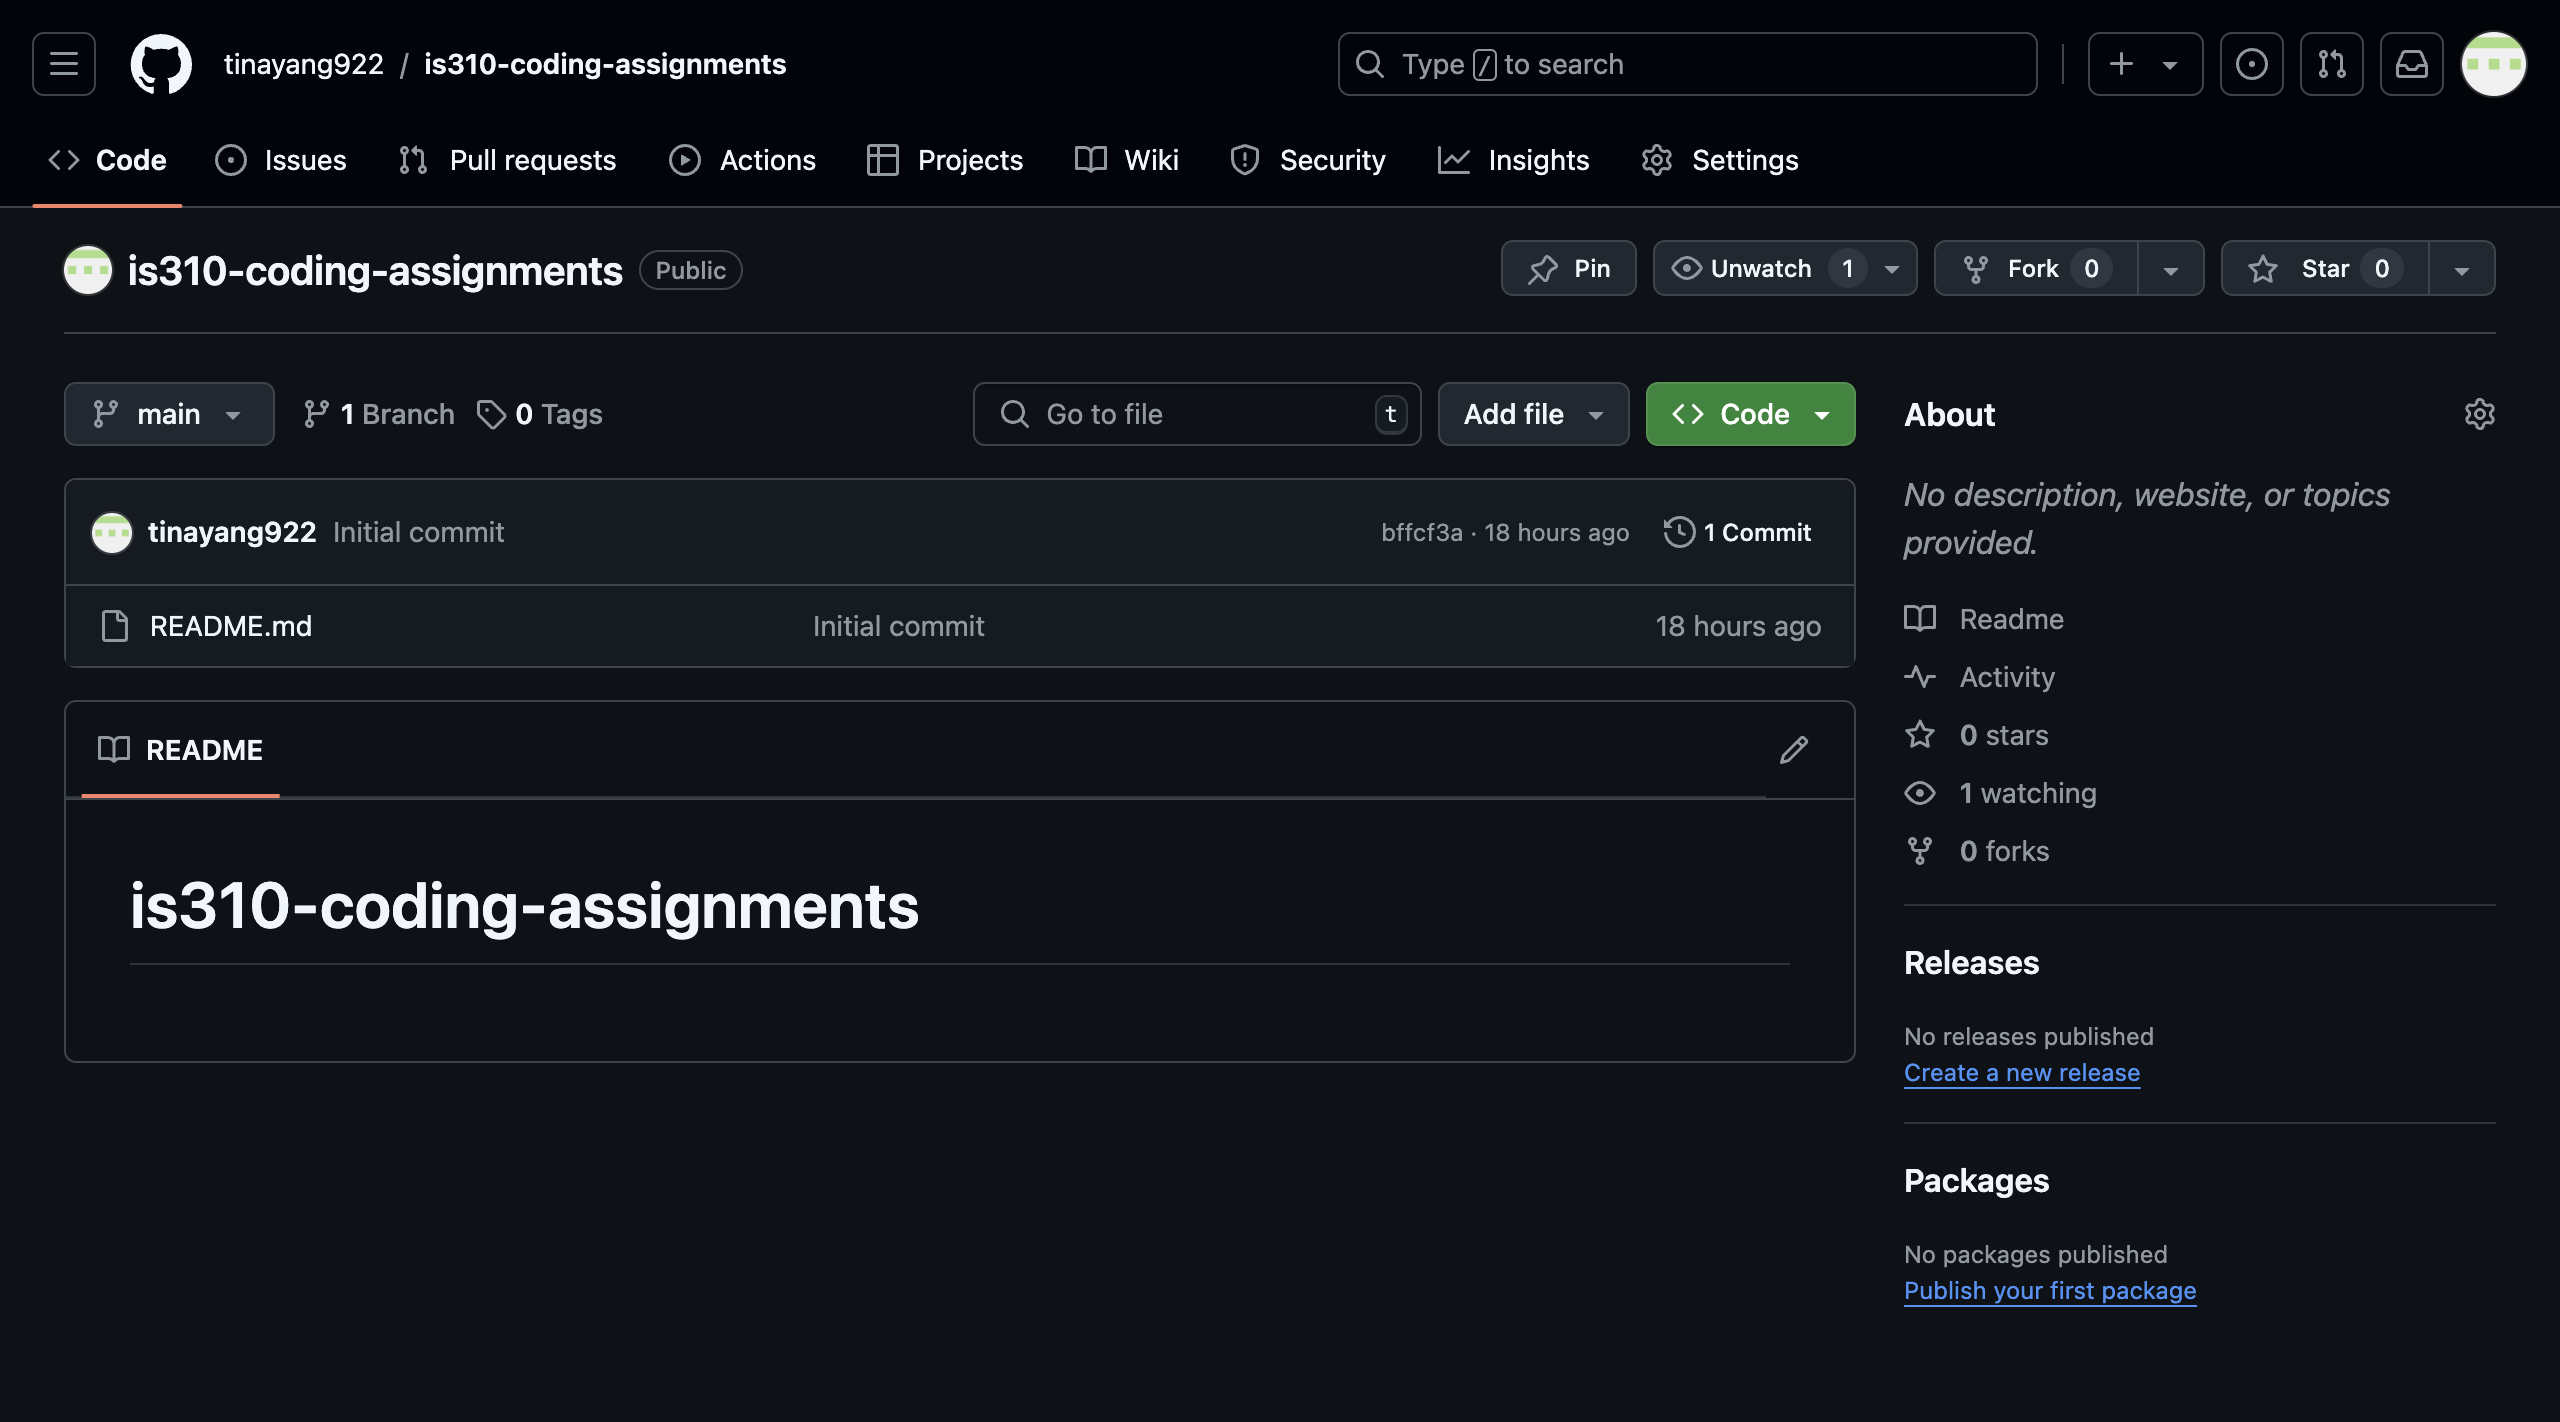 tinayang922 / is310-coding-assignments
Type / to search
Code Issues Pull requests Actions Projects Wiki Security Insights Settings
is310-coding-assignments Public
Pin Unwatch 1 Fork 0 Star 0
main 1 Branch 0 Tags Go to file t Add file Code
tinayang922 Initial commit bffcf3a · 18 hours ago 1 Commit
README.md Initial commit 18 hours ago
README
is310-coding-assignments
About
No description, website, or topics
provided.
Readme
Activity
0 stars
1 watching
0 forks
Releases
No releases published
Create a new release
Packages
No packages published
Publish your first package